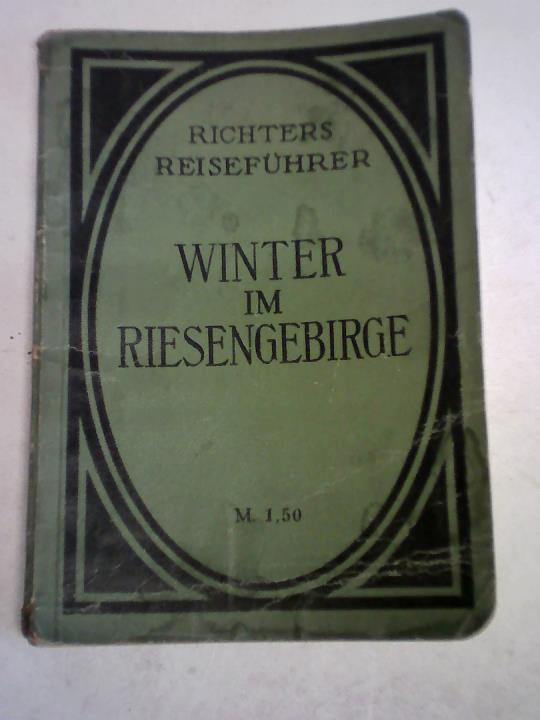 RICHTERS
REISEFÜHRER
WINTER
IM
RIESENGEBIRGE
M. 1,50